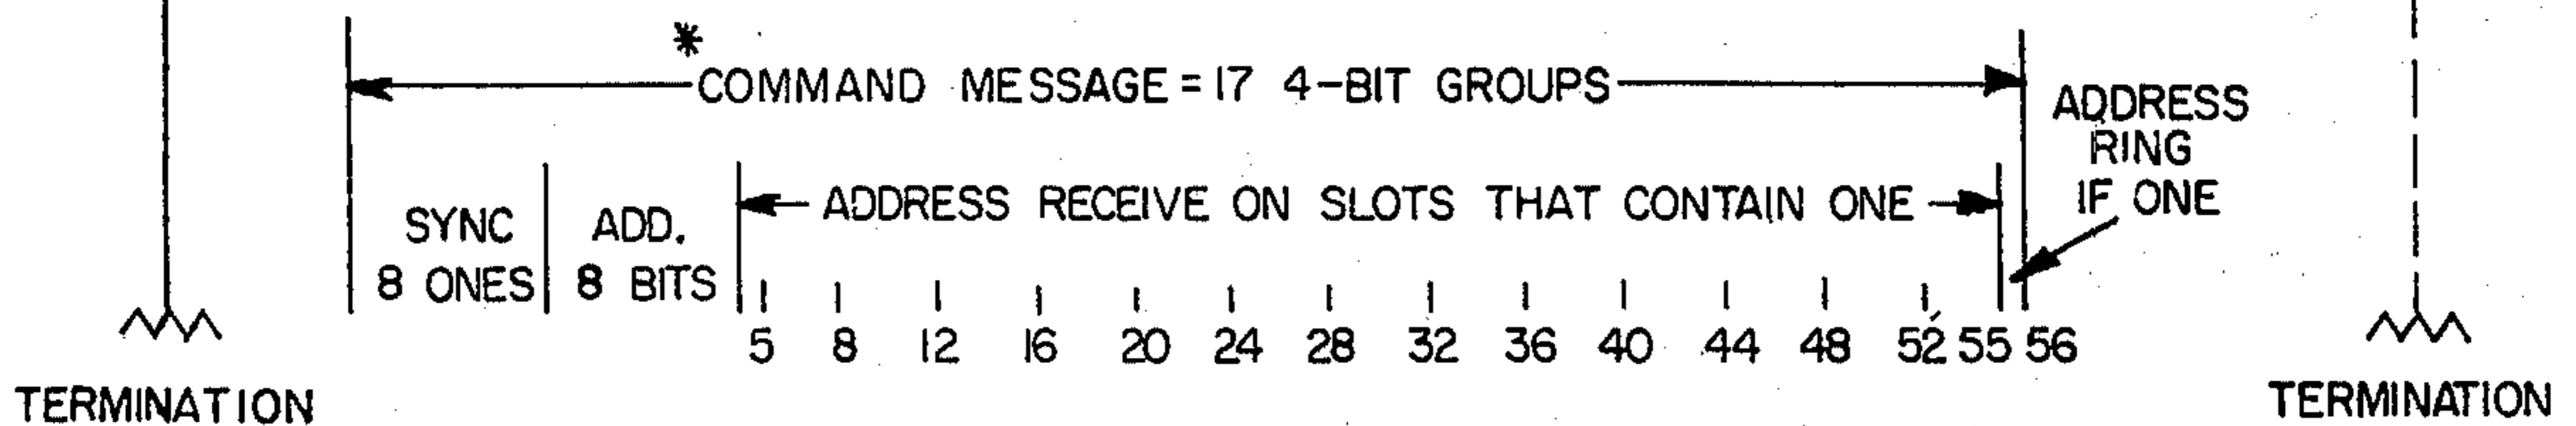 *
COMMAND MESSAGE = 17 4-BIT GROUPS
ADDRESS
RING
IF ONE
ADDRESS RECEIVE ON SLOTS THAT CONTAIN ONE
SYNC
8 ONES
ADD.
8 BITS
5 8 12 16 20 24 28 32 36 40 44 48 52 55 56
TERMINATION
TERMINATION